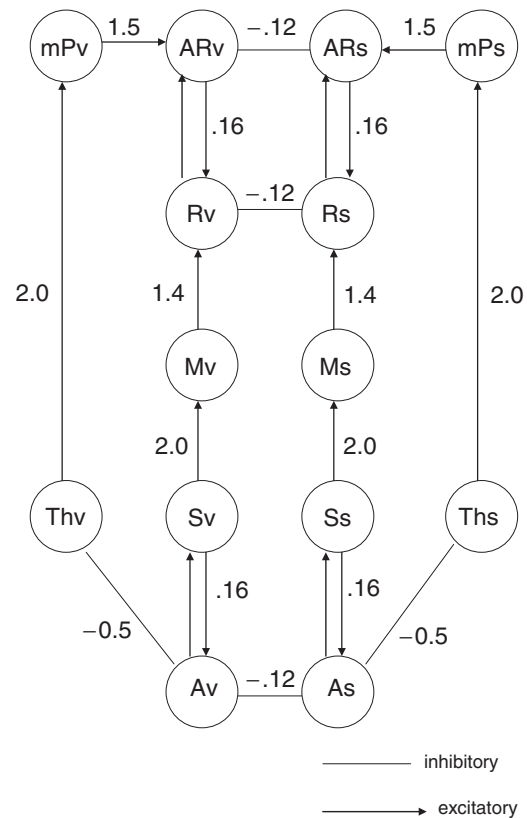 1.5 −.12 1.5
mPv ARv ARs mPs
.16 .16
−.12
Rv Rs
2.0 1.4 1.4 2.0
Mv Ms
2.0 2.0
Thv Sv Ss Ths
.16 .16
−0.5 −0.5
−.12
Av As
inhibitory
excitatory